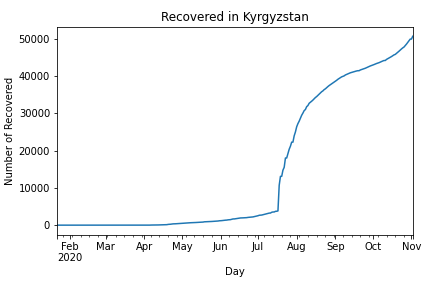 Recovered in Kyrgyzstan
Number of Recovered
50000
40000
30000
20000
10000
0
Feb Mar Apr May Jun Jul Aug Sep Oct Nov
2020
Day